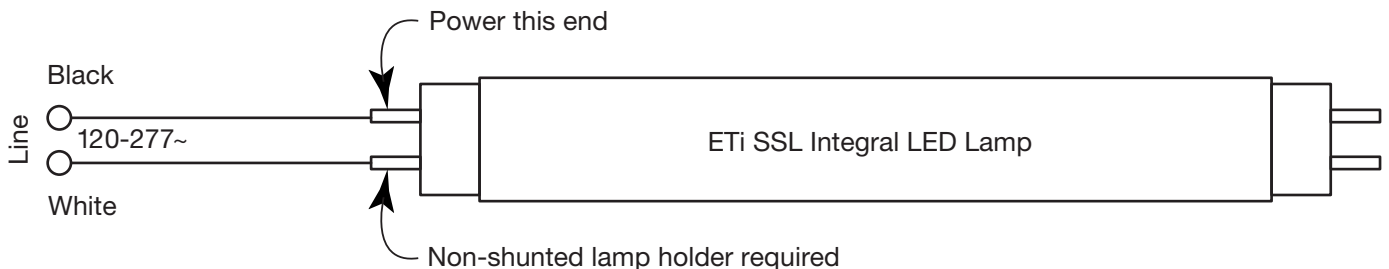 Power this end
Black
Line
120-277~
ETi SSL Integral LED Lamp
White
Non-shunted lamp holder required